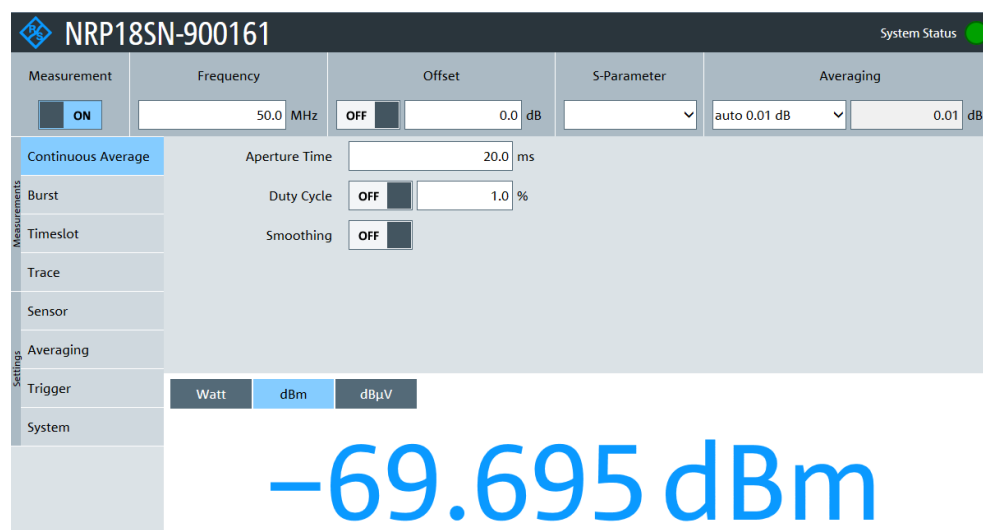 NRP18SN-900161
System Status
Measurement Frequency Offset S-Parameter Averaging
ON 50.0 MHz OFF 0.0 dB auto 0.01 dB 0.01 dB
Measurements
Continuous Average
Burst
Timeslot
Trace
Settings
Sensor
Averaging
Trigger
System
Aperture Time 20.0 ms
Duty Cycle OFF 1.0 %
Smoothing OFF
Watt dBm dBµV
−69.695 dBm